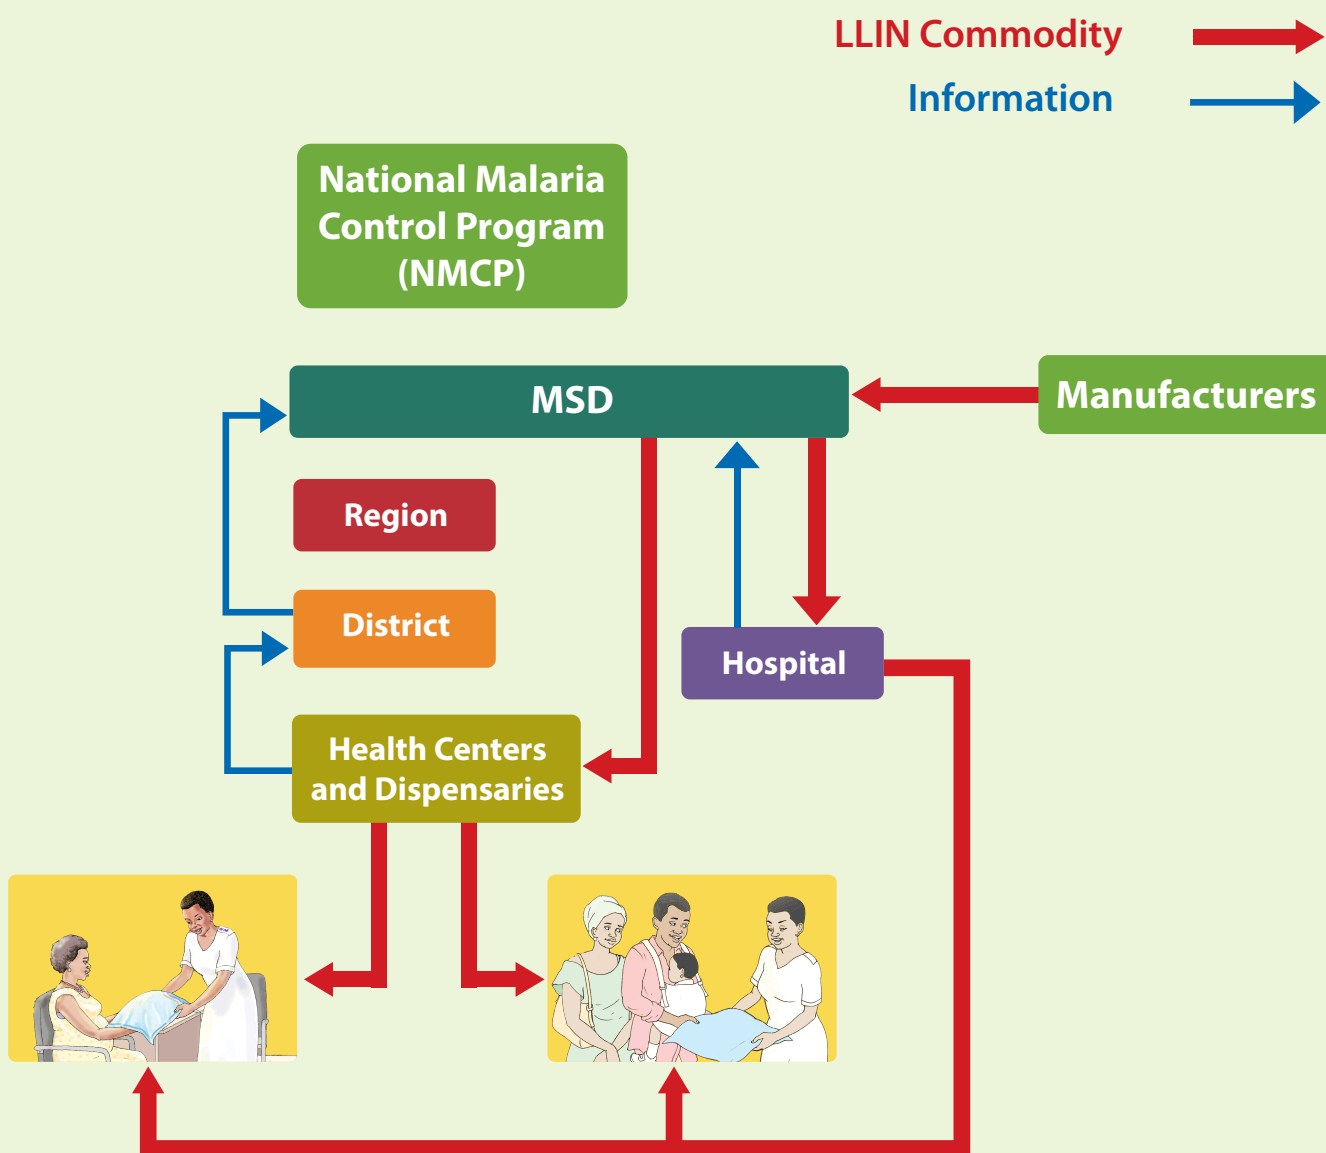 LLIN Commodity
Information
National Malaria
Control Program
(NMCP)
MSD
Manufacturers
Region
District
Hospital
Health Centers
and Dispensaries